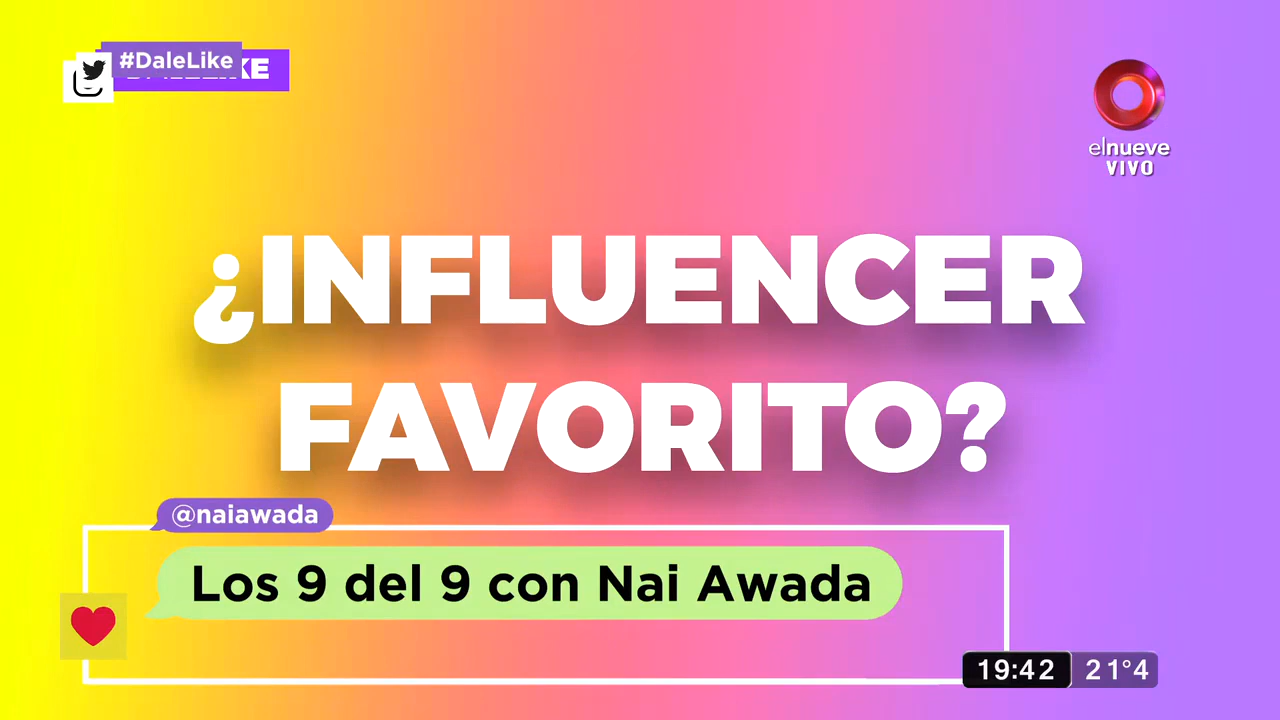 #DaleLike
elnueve
VIVO
¿INFLUENCER
FAVORITO?
@naiawada
Los 9 del 9 con Nai Awada
19:42 21°4